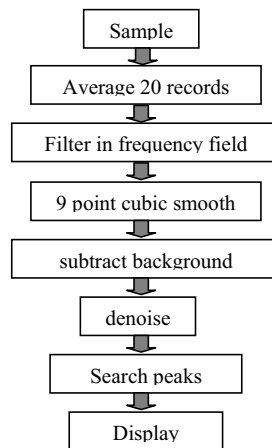 Sample
Average 20 records
Filter in frequency field
9 point cubic smooth
subtract background
denoise
Search peaks
Display